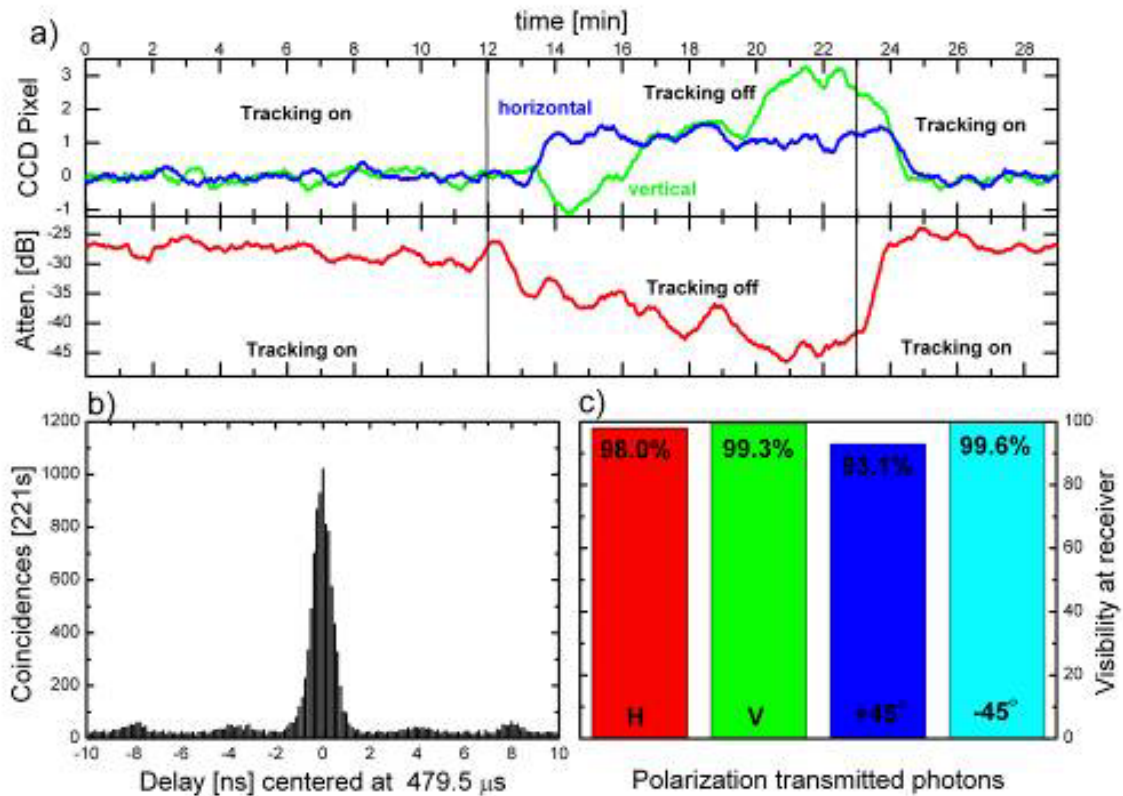 a)
time [min]
0 2 4 6 8 10 12 14 16 18 20 22 24 26 28
CCD Pixel
3
2
1
0
-1
Tracking on
horizontal
Tracking off
vertical
Tracking on
Atten. [dB]
-25
-30
-35
-40
-45
Tracking on
Tracking off
Tracking on
b)
Coincidences [221s]
1200
1000
800
600
400
200
0
-10 -8 -6 -4 -2 0 2 4 6 8 10
Delay [ns] centered at 479.5 μs
c)
98.0% 99.3% 93.1% 99.6%
H V +45° -45°
100
80
60
40
20
0
Visibility at receiver
Polarization transmitted photons